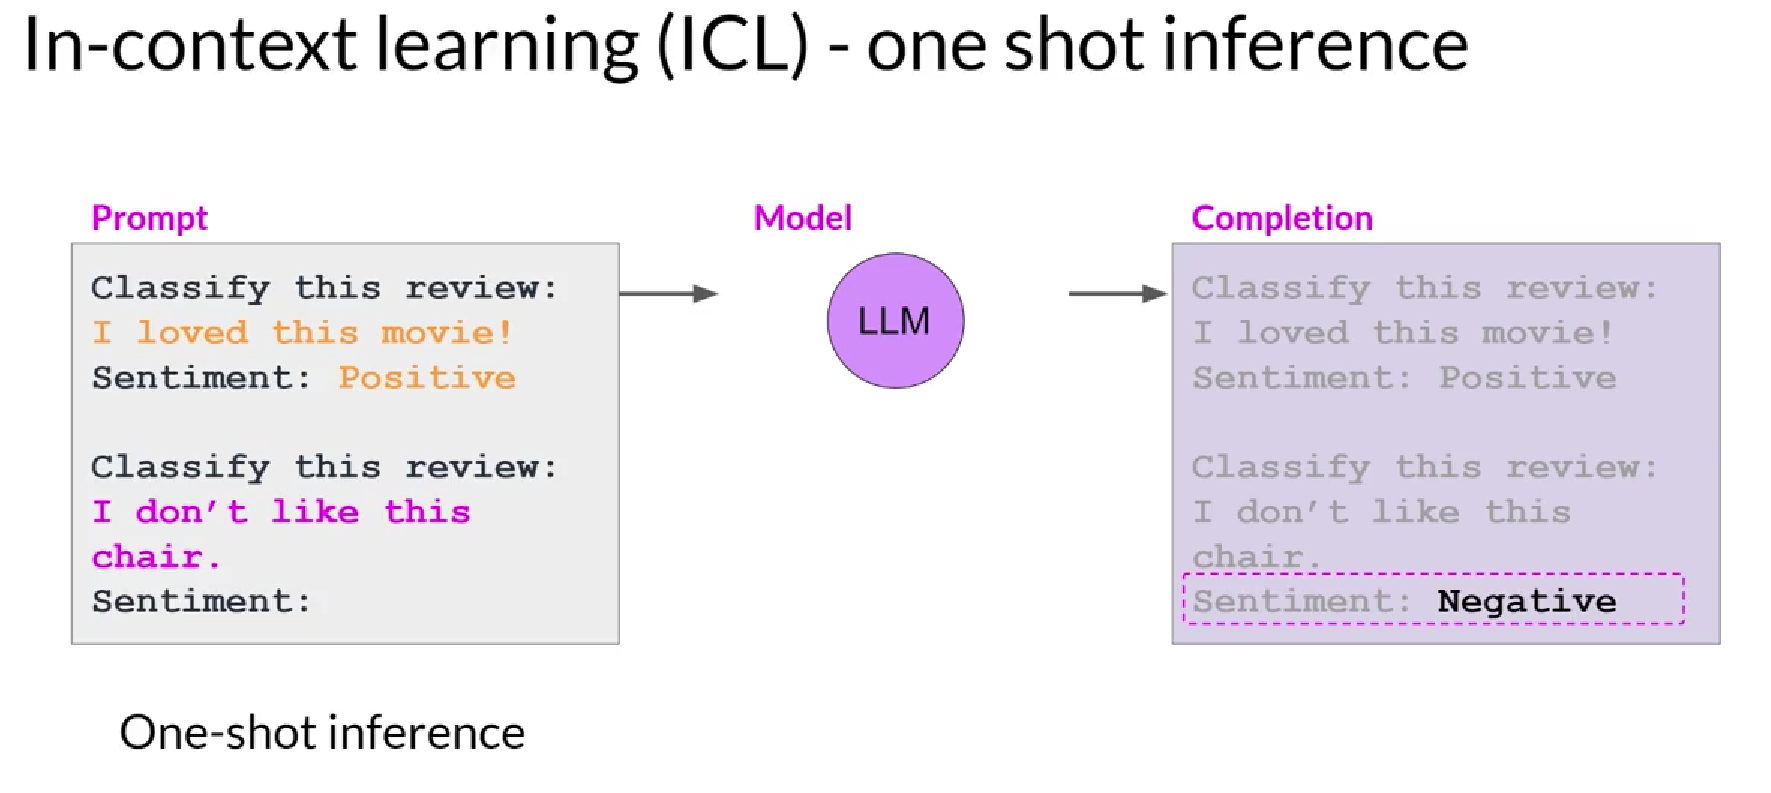 In-context learning (ICL) - one shot inference
Prompt
Classify this review:
I loved this movie!
Sentiment: Positive
Classify this review:
I don’t like this
chair.
Sentiment:
Model
LLM
Completion
Classify this review:
I loved this movie!
Sentiment: Positive
Classify this review:
I don’t like this
chair.
Sentiment: Negative
One-shot inference